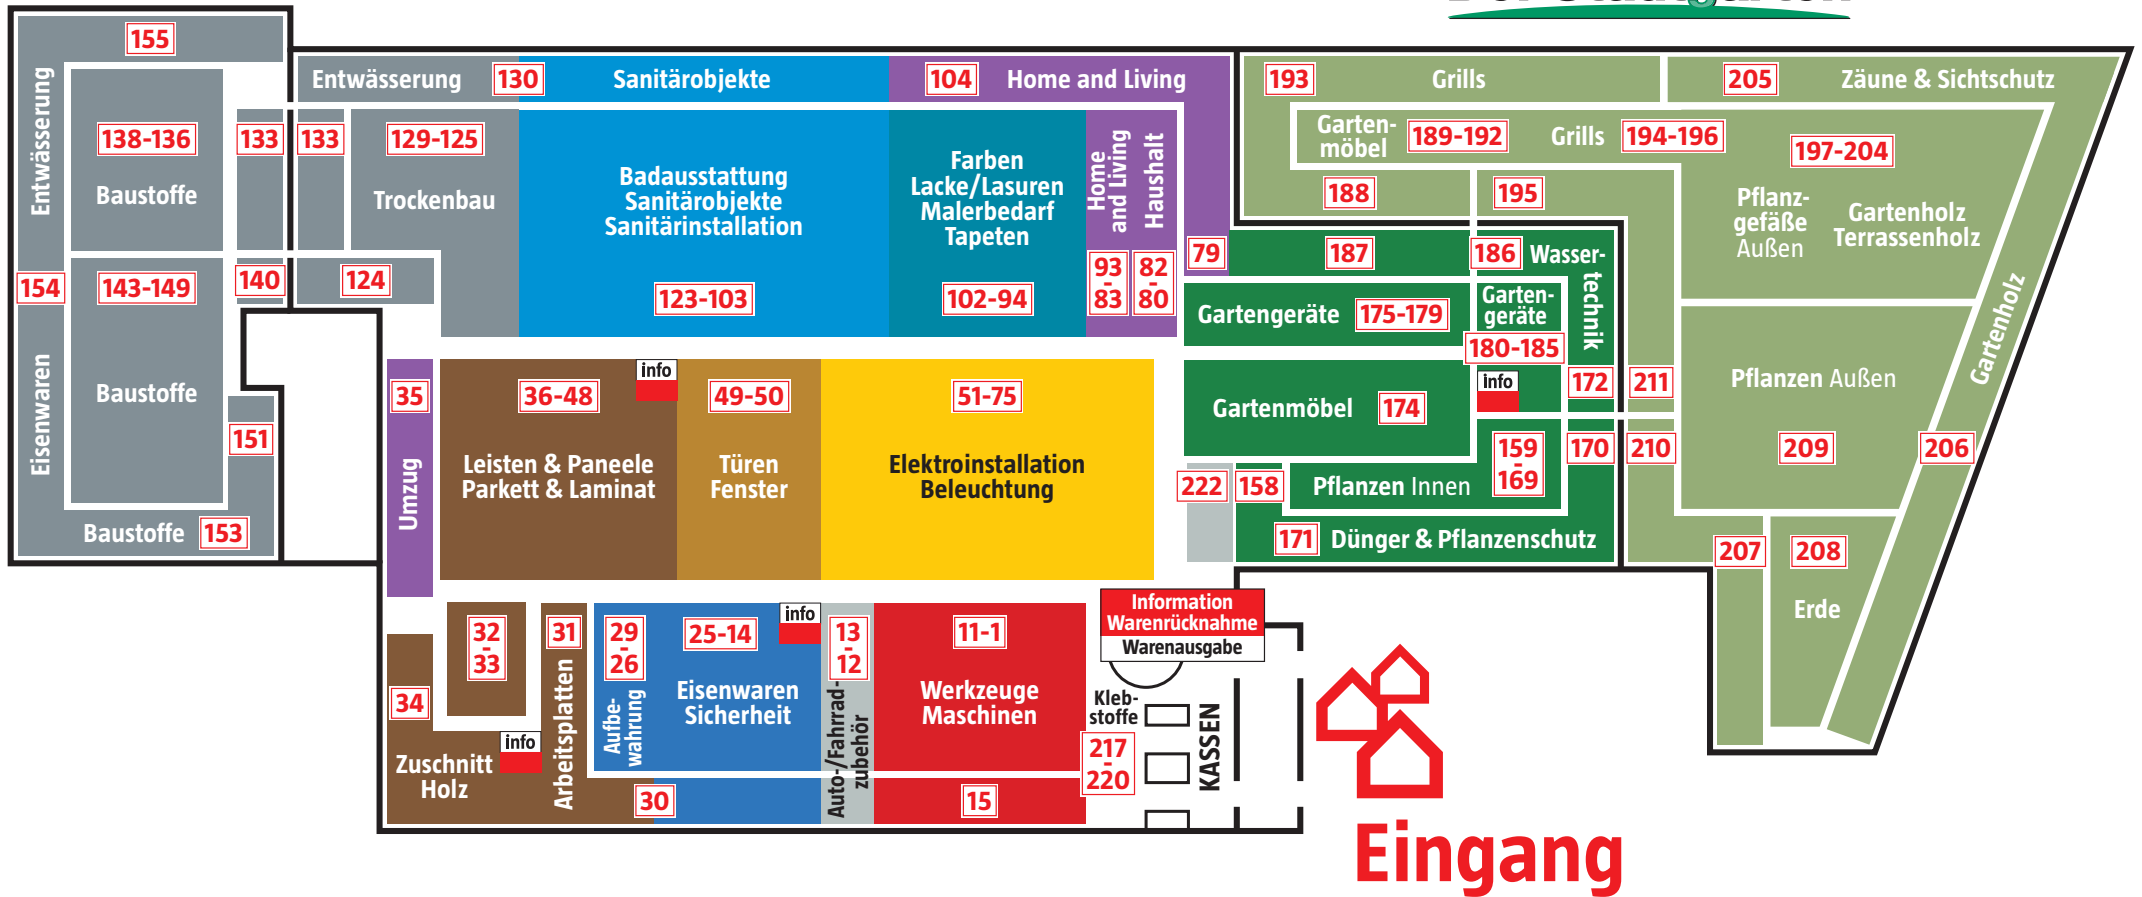 155
Entwässerung
138-136
Baustoffe
133
133
Entwässerung
130
Sanitärobjekte
104
Home and Living
129-125
Trockenbau
Badausstattung
Sanitärobjekte
Sanitärinstallation
123-103
Farben
Lacke/Lasuren
Malerbedarf
Tapeten
102-94
Home
and Living
93
-
83
Haushalt
82
-
80
79
154
143-149
140
124
Baustoffe
Eisenwaren
151
Baustoffe
153
193
Grills
205
Zäune & Sichtschutz
Garten-
möbel
189-192
Grills
194-196
197-204
188
195
Pflanz-
gefäße
Außen
Gartenholz
Terrassenholz
187
186
Wasser-
technik
Gartengeräte
175-179
Garten-
geräte
180-185
info
172
211
Pflanzen Außen
Gartenholz
Gartenmöbel
174
159
-
169
170
210
209
206
222
158
Pflanzen Innen
171
Dünger & Pflanzenschutz
207
208
Erde
35
Umzug
36-48
info
Leisten & Paneele
Parkett & Laminat
49-50
Türen
Fenster
51-75
Elektroinstallation
Beleuchtung
32
-
33
34
Zuschnitt
Holz
info
31
Arbeitsplatten
29
-
26
Aufbe-
wahrung
25-14
info
Eisenwaren
Sicherheit
30
13
-
12
Auto-/Fahrrad-
zubehör
11-1
Werkzeuge
Maschinen
15
Information
Warenrücknahme
Warenausgabe
Kleb-
stoffe
217
-
220
KASSEN
Eingang